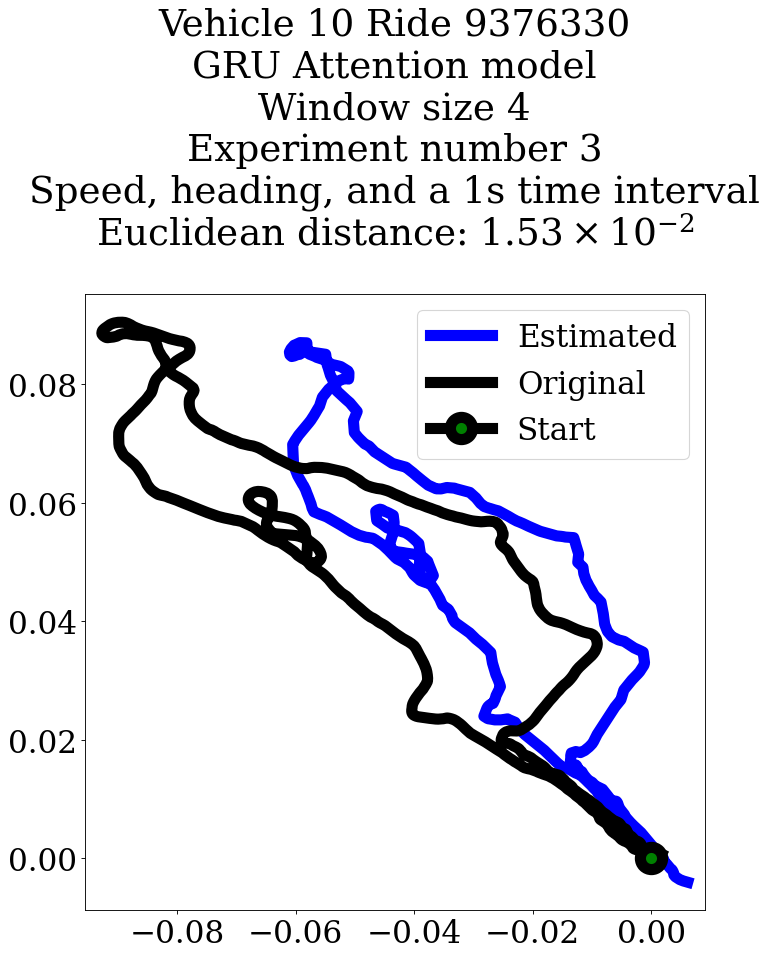 Vehicle 10 Ride 9376330
GRU Attention model
Window size 4
Experiment number 3
Speed, heading, and a 1s time interval
Euclidean distance: 1.53 × 10⁻²
Estimated
Original
Start
0.08
0.06
0.04
0.02
0.00
−0.08 −0.06 −0.04 −0.02 0.00